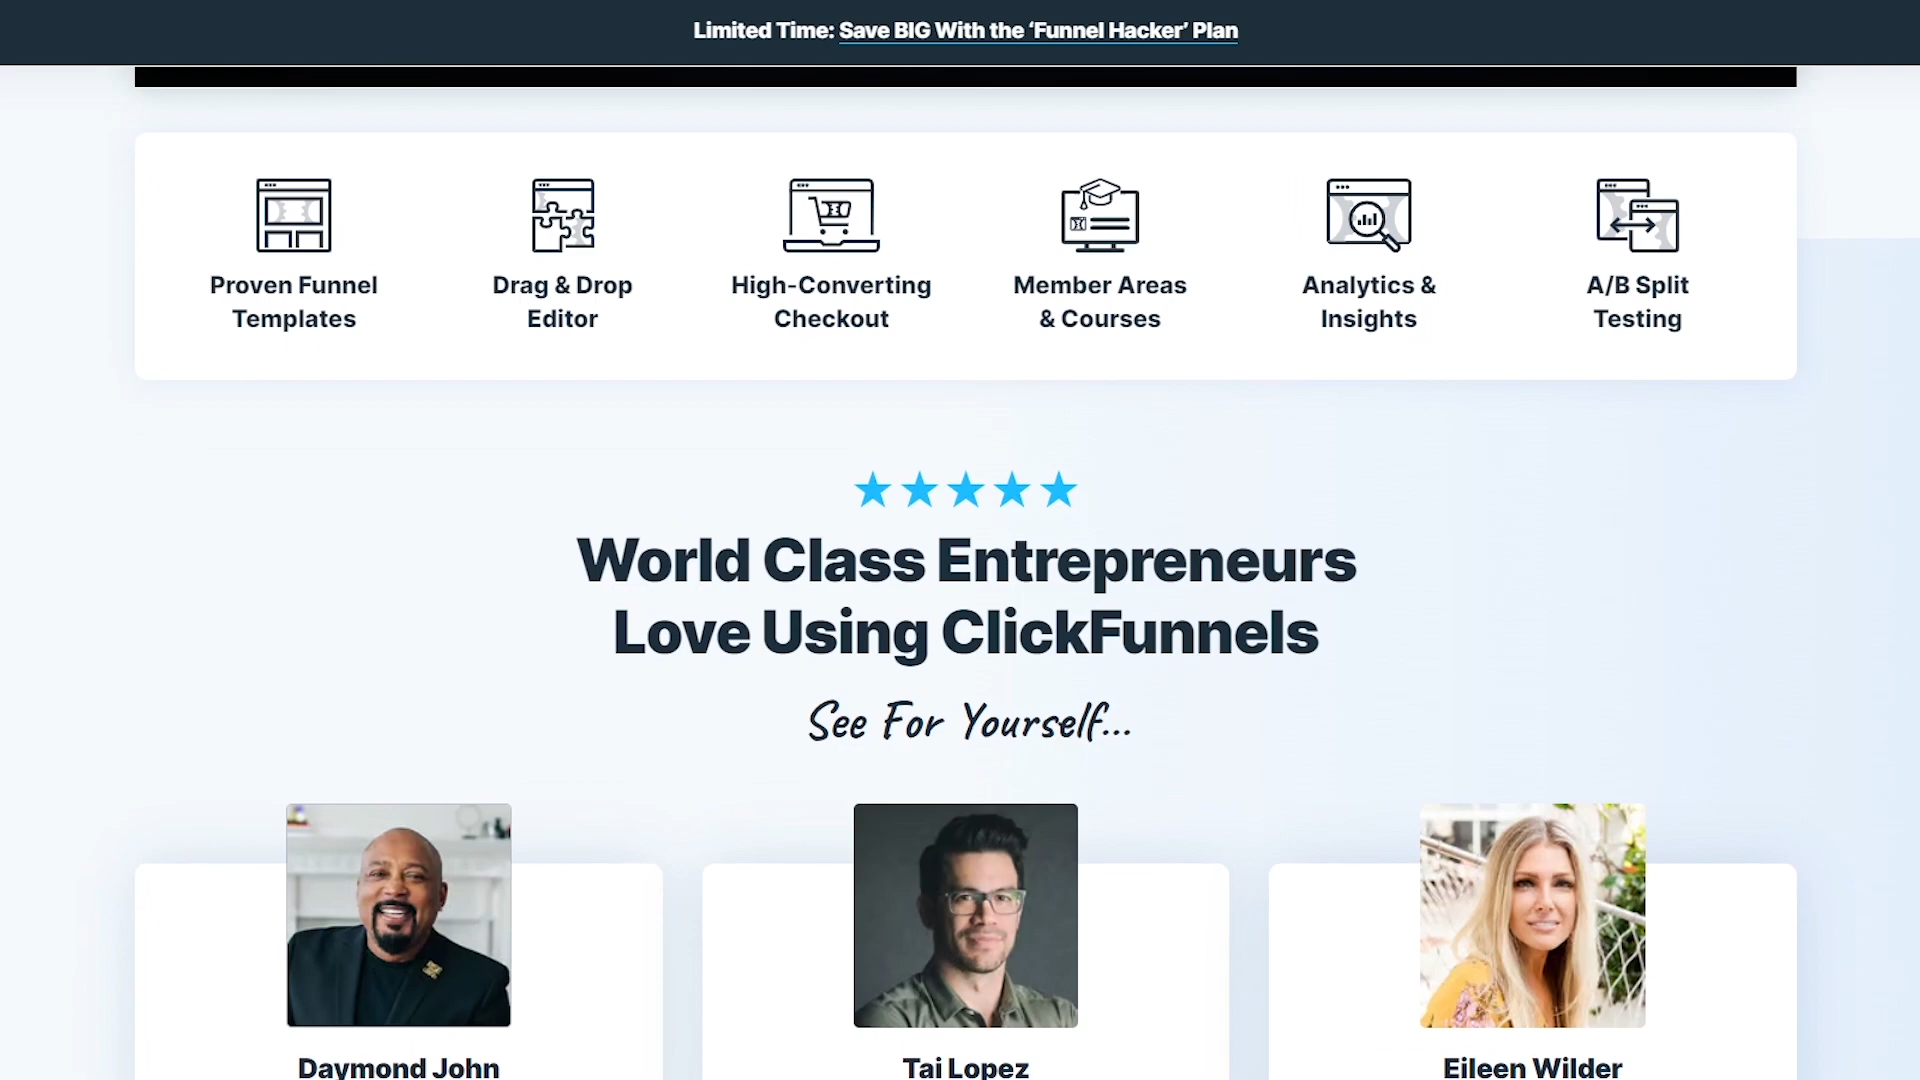 Limited Time: Save BIG With the ‘Funnel Hacker’ Plan
Proven Funnel
Templates
Drag & Drop
Editor
High-Converting
Checkout
Member Areas
& Courses
Analytics &
Insights
A/B Split
Testing
World Class Entrepreneurs
Love Using ClickFunnels
See For Yourself...
Daymond John
Tai Lopez
Eileen Wilder